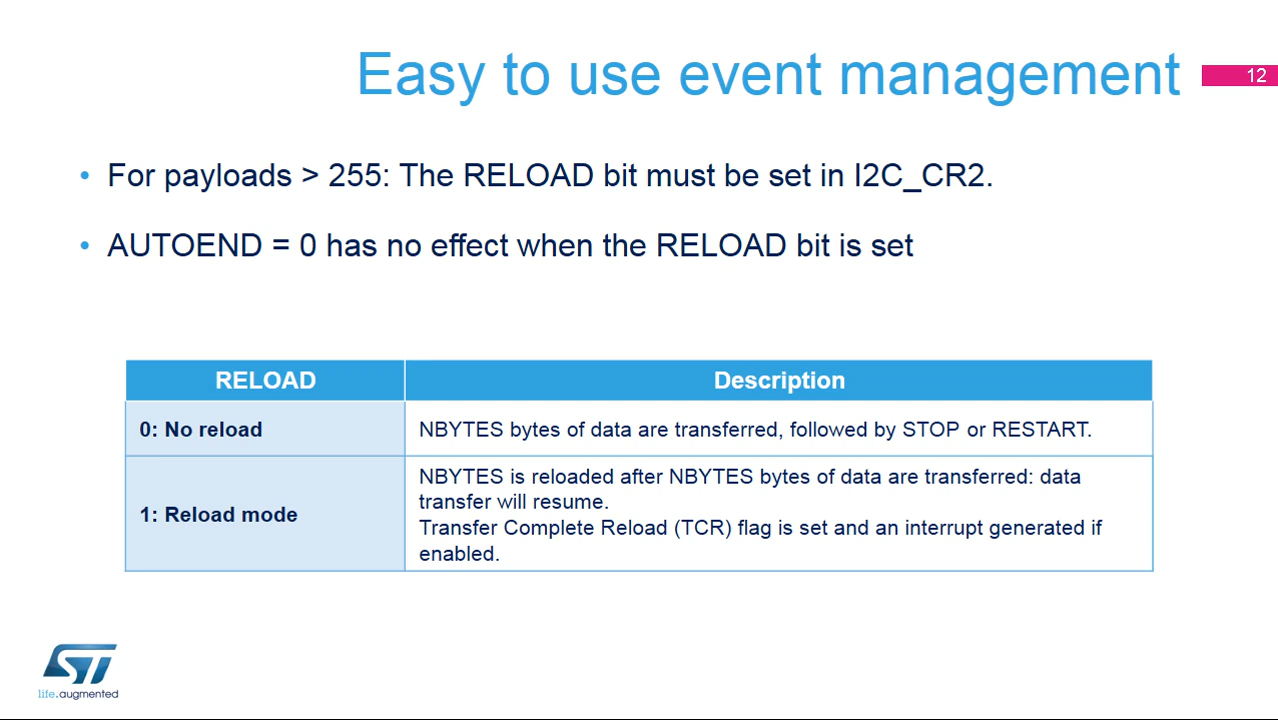 Easy to use event management
12
• For payloads > 255: The RELOAD bit must be set in I2C_CR2.
• AUTOEND = 0 has no effect when the RELOAD bit is set
RELOAD
Description
0: No reload
NBYTES bytes of data are transferred, followed by STOP or RESTART.
1: Reload mode
NBYTES is reloaded after NBYTES bytes of data are transferred: data
transfer will resume.
Transfer Complete Reload (TCR) flag is set and an interrupt generated if
enabled.
ST
life.augmented